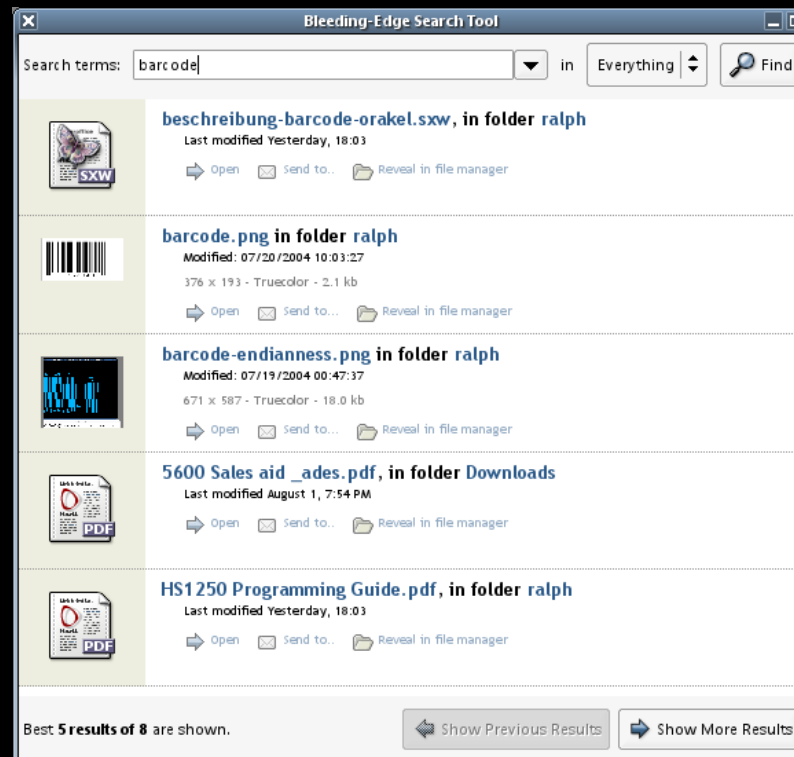 Bleeding-Edge Search Tool
Search terms: barcode in Everything Find
beschreibung-barcode-orakel.sxw, in folder ralph
Last modified Yesterday, 18:03
Open Send to.. Reveal in file manager
SXW
barcode.png in folder ralph
Modified: 07/20/2004 10:03:27
376 x 193 - Truecolor - 2.1 kb
Open Send to... Reveal in file manager
barcode-endianness.png in folder ralph
Modified: 07/19/2004 00:47:37
671 x 587 - Truecolor - 18.0 kb
Open Send to... Reveal in file manager
5600 Sales aid _ades.pdf, in folder Downloads
Last modified August 1, 7:54 PM
Open Send to.. Reveal in file manager
PDF
HS1250 Programming Guide.pdf, in folder ralph
Last modified Yesterday, 18:03
Open Send to.. Reveal in file manager
PDF
Best 5 results of 8 are shown. Show Previous Results Show More Results